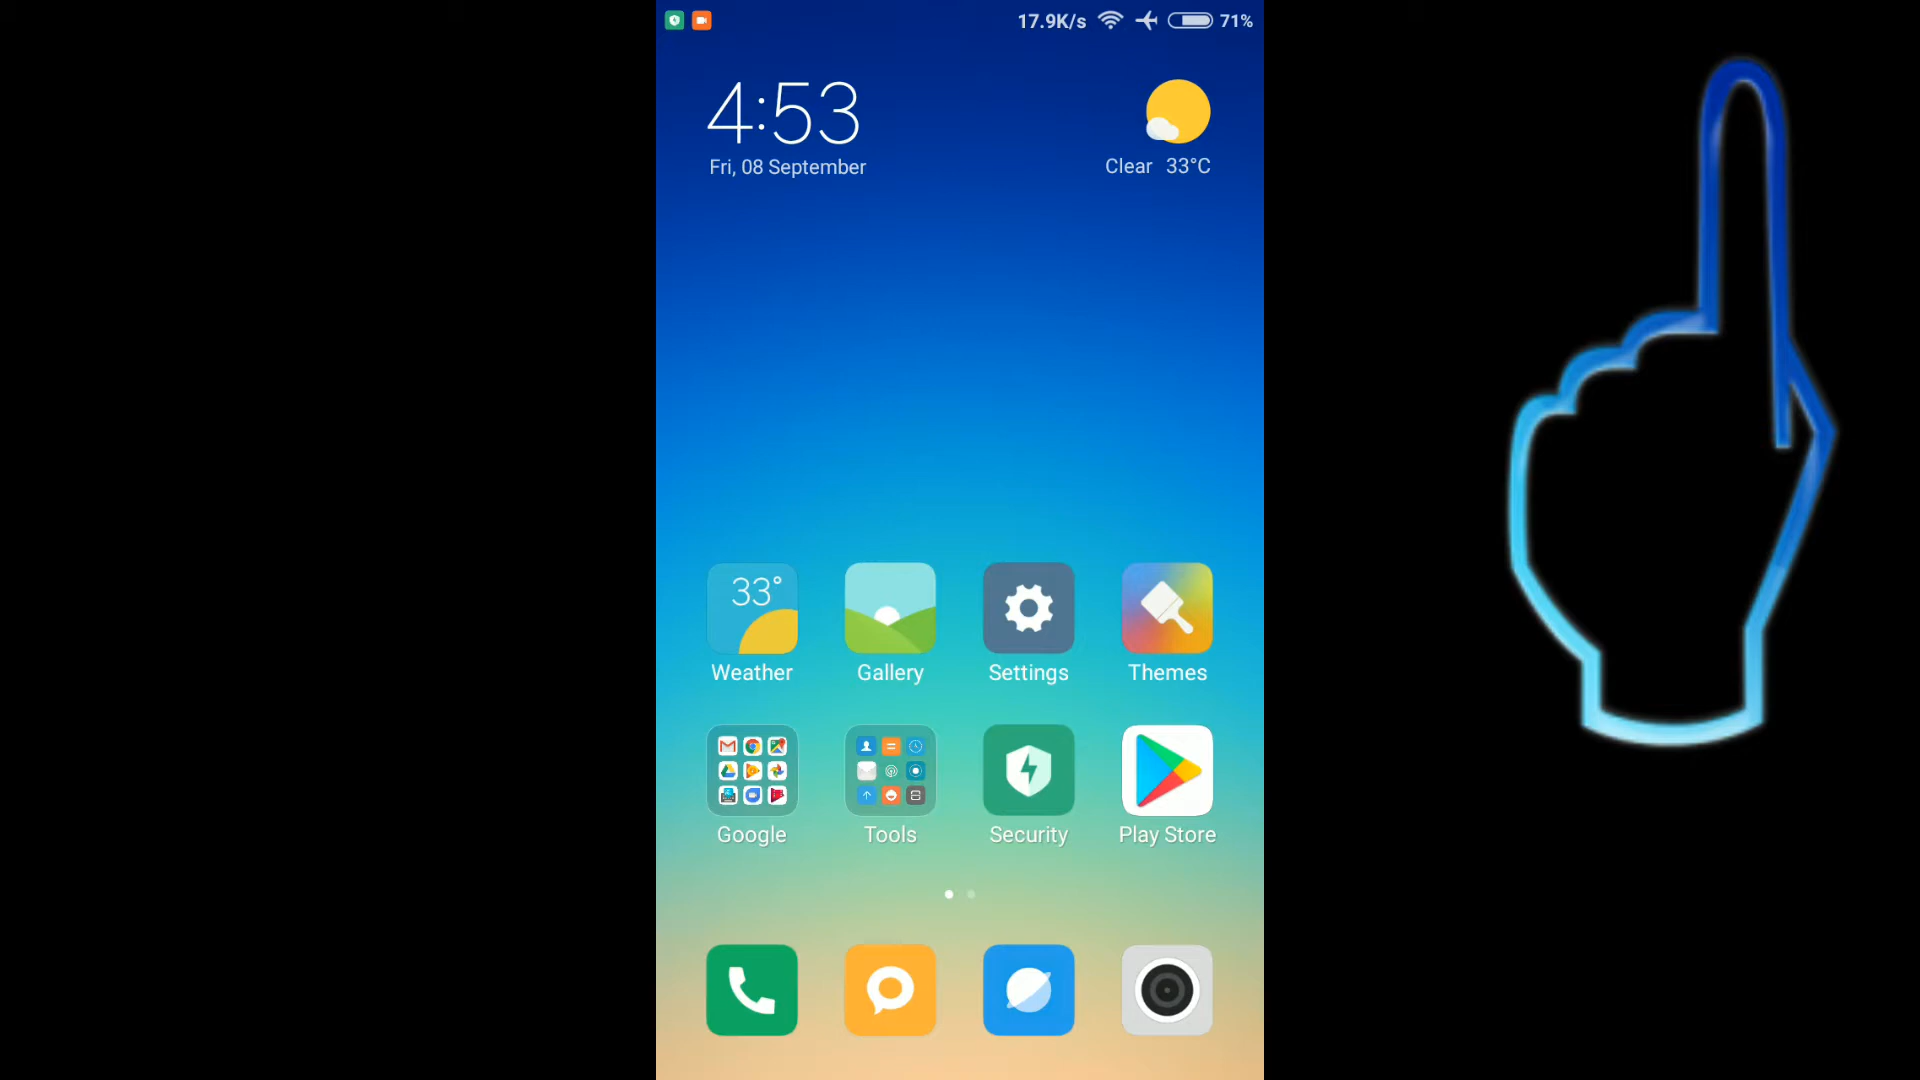 17.9K/s 71%
4:53
Fri, 08 September
Clear 33°C
33°
Weather Gallery Settings Themes
Google Tools Security Play Store